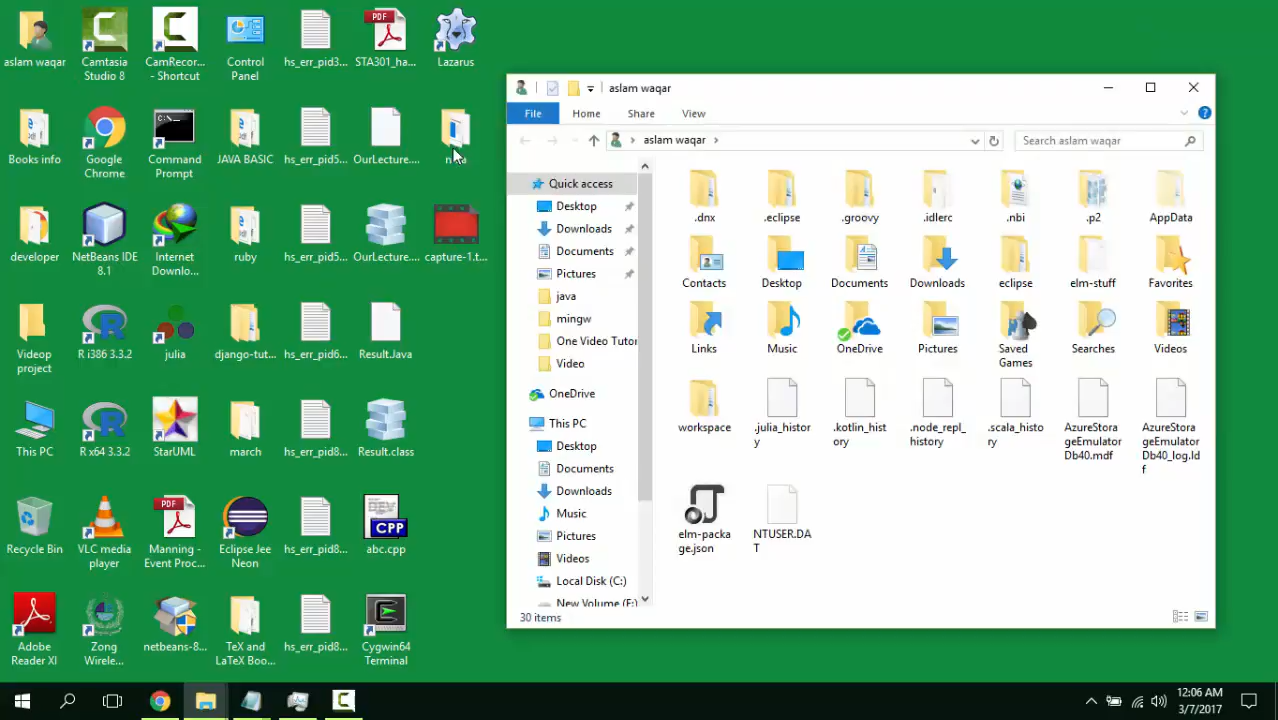 aslam waqar
Camtasia
Studio 8
CamRecor...
- Shortcut
Control
Panel
hs_err_pid3...
PDF
STA301_ha...
Lazarus
Books info
Google
Chrome
C:\_
Command
Prompt
JAVA BASIC
hs_err_pid5...
OurLecture....
developer
NetBeans IDE
8.1
Internet
Downlo...
ruby
hs_err_pid5...
OurLecture....
capture-1.t...
Videop
project
R i386 3.3.2
julia
django-tut...
hs_err_pid6...
Result.Java
This PC
R x64 3.3.2
StarUML
march
hs_err_pid8...
Result.class
Recycle Bin
VLC media
player
PDF
Manning -
Event Proc...
Eclipse Jee
Neon
hs_err_pid8...
CPP
abc.cpp
Adobe
Reader XI
Zong
Wirele...
netbeans-8...
TeX and
LaTeX Boo...
hs_err_pid8...
Cygwin64
Terminal
aslam waqar
File Home Share View
aslam waqar
Search aslam waqar
Quick access
Desktop
Downloads
Documents
Pictures
java
mingw
One Video Tutor
Video
OneDrive
This PC
Desktop
Documents
Downloads
Music
Pictures
Videos
Local Disk (C:)
New Volume (F:)
.dnx
.eclipse
.groovy
.idlerc
.nbi
.p2
AppData
Contacts
Desktop
Documents
Downloads
eclipse
elm-stuff
Favorites
Links
Music
OneDrive
Pictures
Saved
Games
Searches
Videos
workspace
.julia_histor
y
.kotlin_hist
ory
.node_repl_
history
.scala_histo
ry
AzureStora
rageEmulator
Db40.mdf
AzureStora
rageEmulator
Db40_log.ld
f
elm-packa
ge.json
NTUSER.DA
T
30 items
12:06 AM
3/7/2017